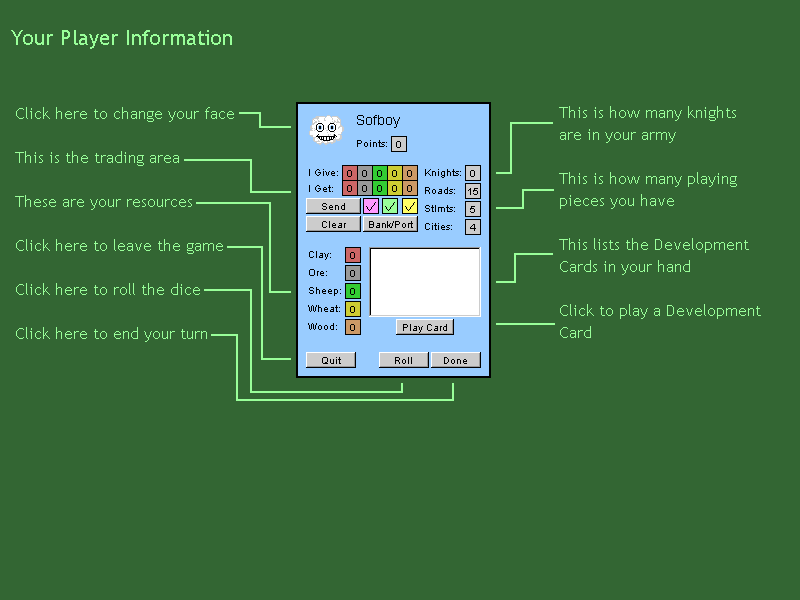 Your Player Information
Click here to change your face
This is the trading area
These are your resources
Click here to leave the game
Click here to roll the dice
Click here to end your turn
Sofboy
Points: 0
I Give: 0 0 0 0 0
I Get: 0 0 0 0 0
Send
Clear Bank/Port
Knights: 0
Roads: 15
Stlmts: 5
Cities: 4
Clay: 0
Ore: 0
Sheep: 0
Wheat: 0
Wood: 0
Play Card
Quit Roll Done
This is how many knights
are in your army
This is how many playing
pieces you have
This lists the Development
Cards in your hand
Click to play a Development
Card